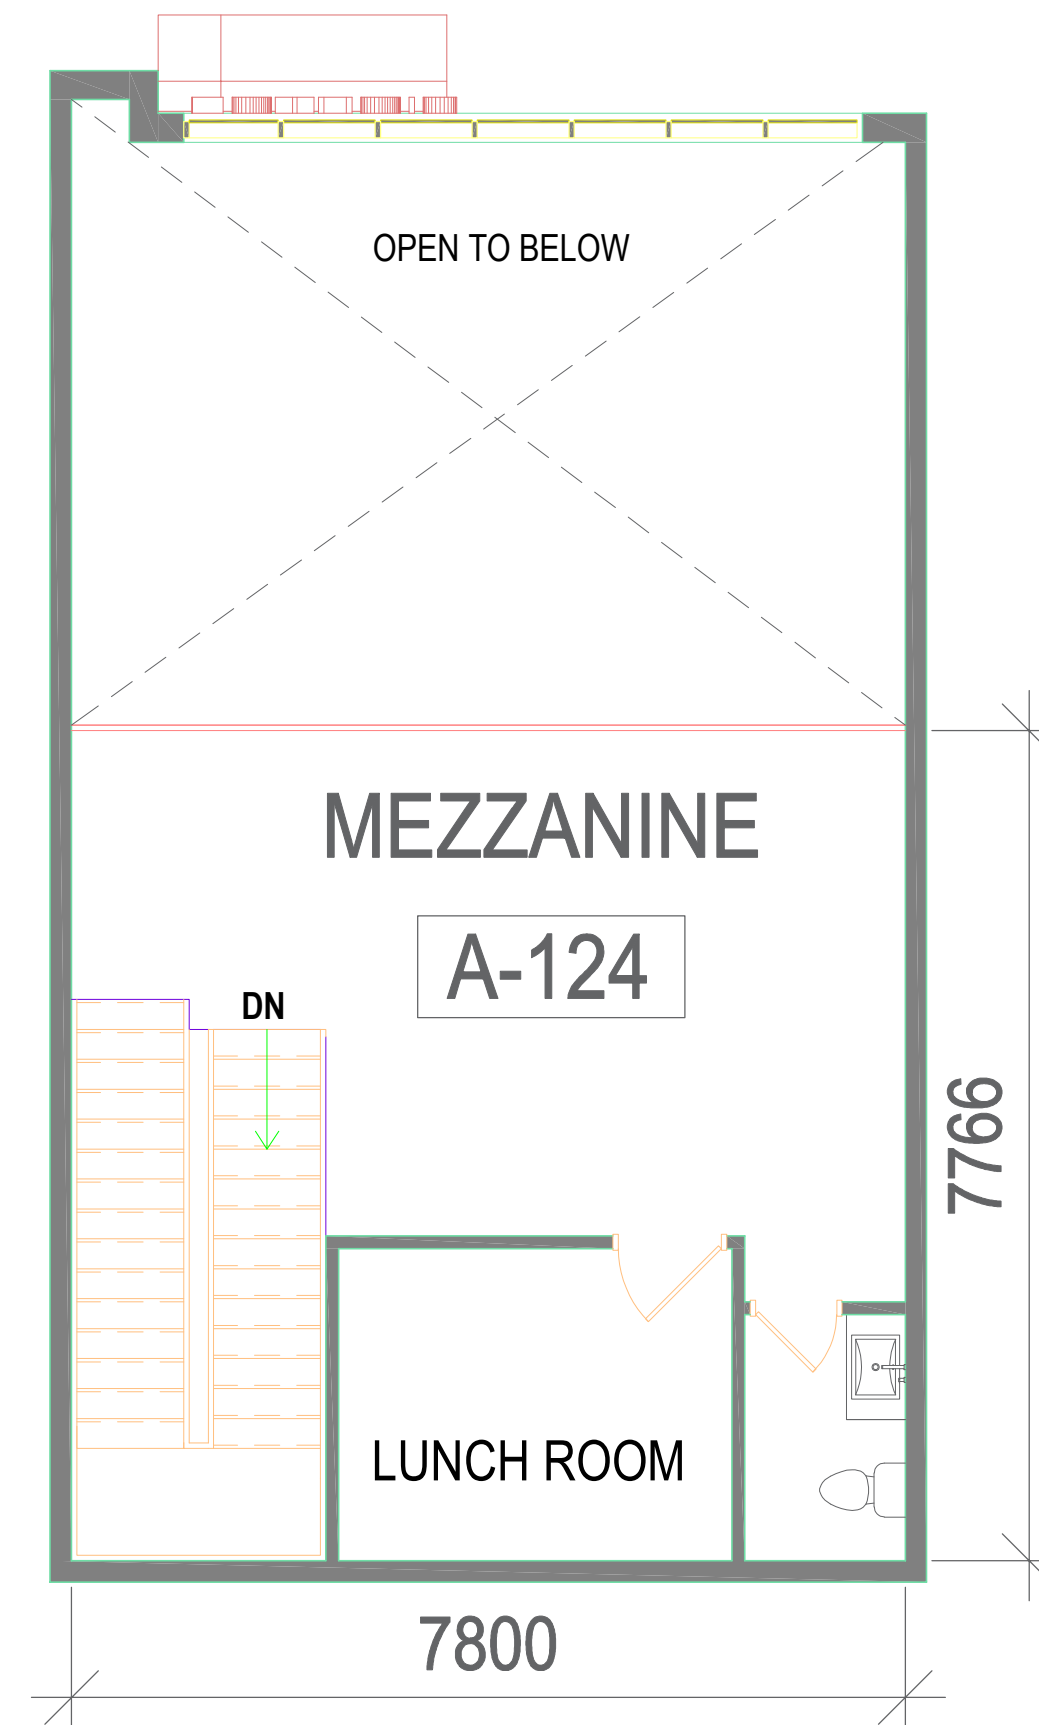 OPEN TO BELOW
MEZZANINE
A-124
DN
7766
LUNCH ROOM
7800